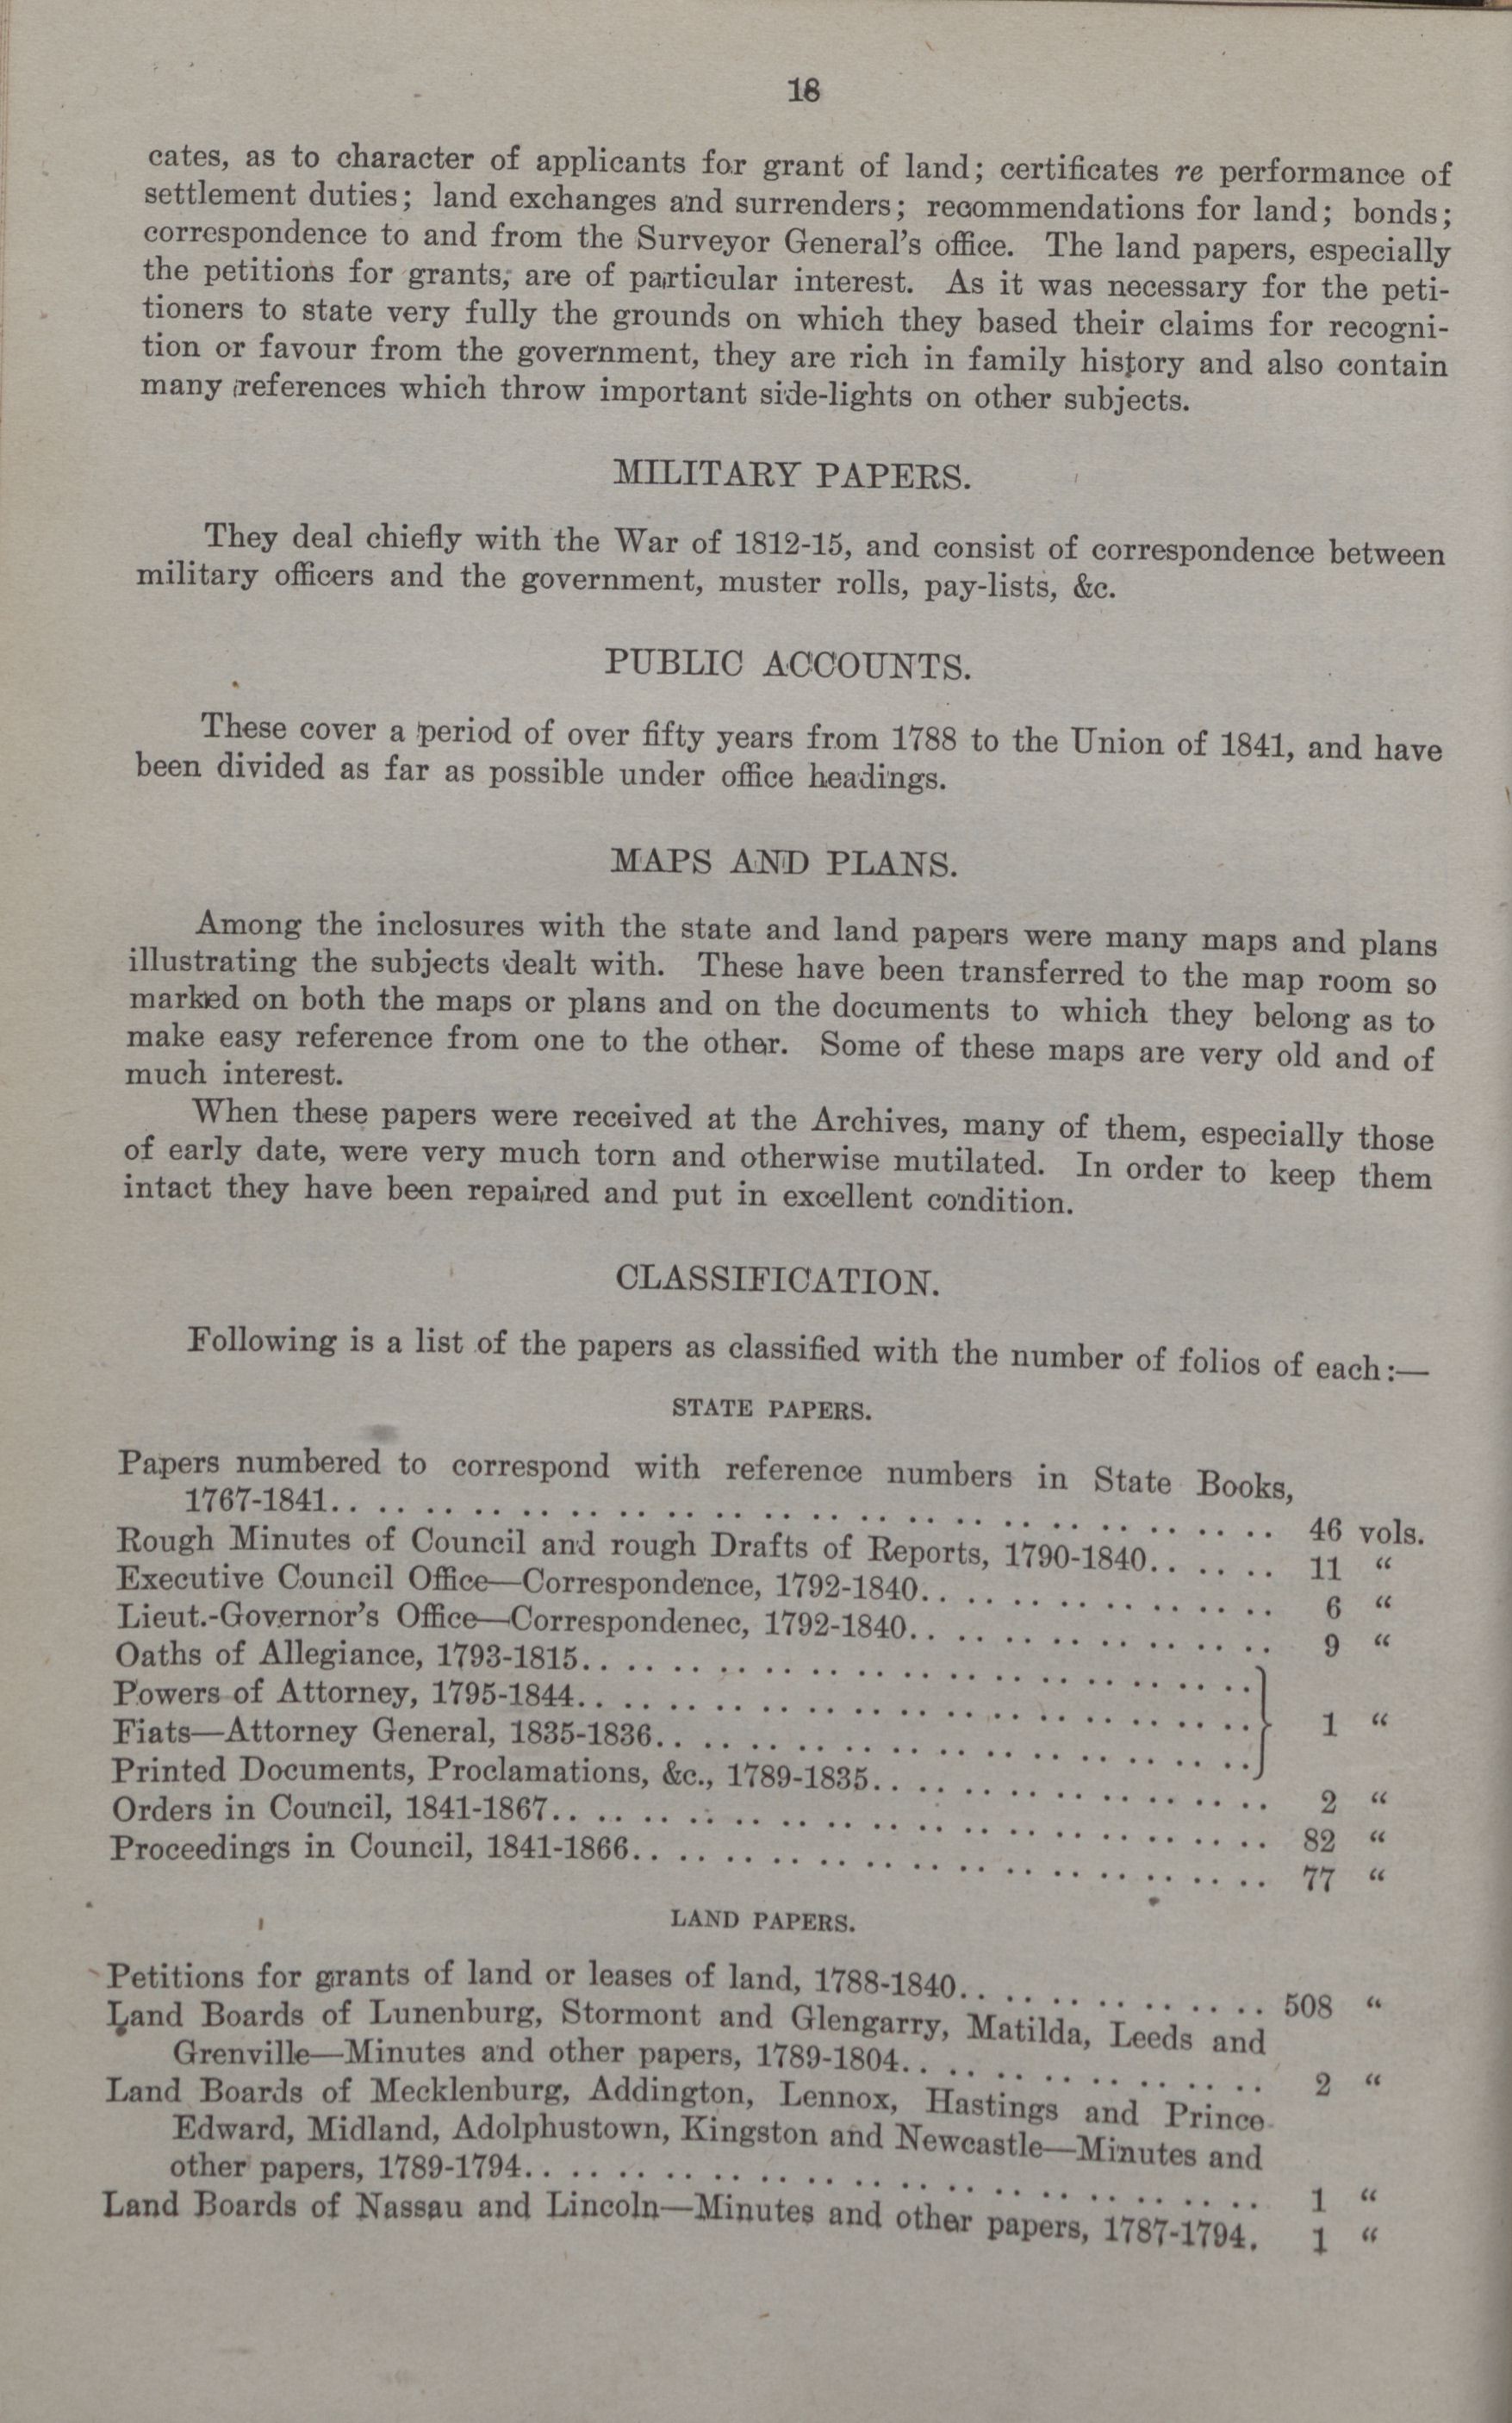 18
cates, as to character of applicants for grant of land; certificates re performance of
settlement duties; land exchanges and surrenders; recommendations for land; bonds;
correspondence to and from the Surveyor General's office. The land papers, especially
the petitions for grants, are of particular interest. As it was necessary for the peti-
tioners to state very fully the grounds on which they based their claims for recogni-
tion or favour from the government, they are rich in family history and also contain
many references which throw important side-lights on other subjects.
MILITARY PAPERS.
They deal chiefly with the War of 1812-15, and consist of correspondence between
military officers and the government, muster rolls, pay-lists, &c.
PUBLIC ACCOUNTS.
These cover a period of over fifty years from 1788 to the Union of 1841, and have
been divided as far as possible under office headings.
MAPS AND PLANS.
Among the inclosures with the state and land papers were many maps and plans
illustrating the subjects dealt with. These have been transferred to the map room so
marked on both the maps or plans and on the documents to which they belong as to
make easy reference from one to the other. Some of these maps are very old and of
much interest.
When these papers were received at the Archives, many of them, especially those
of early date, were very much torn and otherwise mutilated. In order to keep them
intact they have been repaired and put in excellent condition.
CLASSIFICATION.
Following is a list of the papers as classified with the number of folios of each:—
STATE PAPERS.
Papers numbered to correspond with reference numbers in State Books,
1767-1841. . . . . . . . . . . . . . . . . . . . 46 vols.
Rough Minutes of Council and rough Drafts of Reports, 1790-1840. . . . . . 11 "
Executive Council Office—Correspondence, 1792-1840. . . . . . . . . . 6 "
Lieut.-Governor's Office—Correspondenec, 1792-1840. . . . . . . . . . 9 "
Oaths of Allegiance, 1793-1815. . . . . . . . . . . . . . . .
Powers of Attorney, 1795-1844. . . . . . . . . . . . . . . . } 1 "
Fiats—Attorney General, 1835-1836. . . . . . . . . . . . . .
Printed Documents, Proclamations, &c., 1789-1835. . . . . . . . . . 2 "
Orders in Council, 1841-1867. . . . . . . . . . . . . . . . 82 "
Proceedings in Council, 1841-1866. . . . . . . . . . . . . . 77 "
LAND PAPERS.
Petitions for grants of land or leases of land, 1788-1840. . . . . . . . 508 "
Land Boards of Lunenburg, Stormont and Glengarry, Matilda, Leeds and
Grenville—Minutes and other papers, 1789-1804. . . . . . . . . . 2 "
Land Boards of Mecklenburg, Addington, Lennox, Hastings and Prince
Edward, Midland, Adolphustown, Kingston and Newcastle—Minutes and
other papers, 1789-1794. . . . . . . . . . . . . . . . 1 "
Land Boards of Nassau and Lincoln—Minutes and other papers, 1787-1794. 1 "